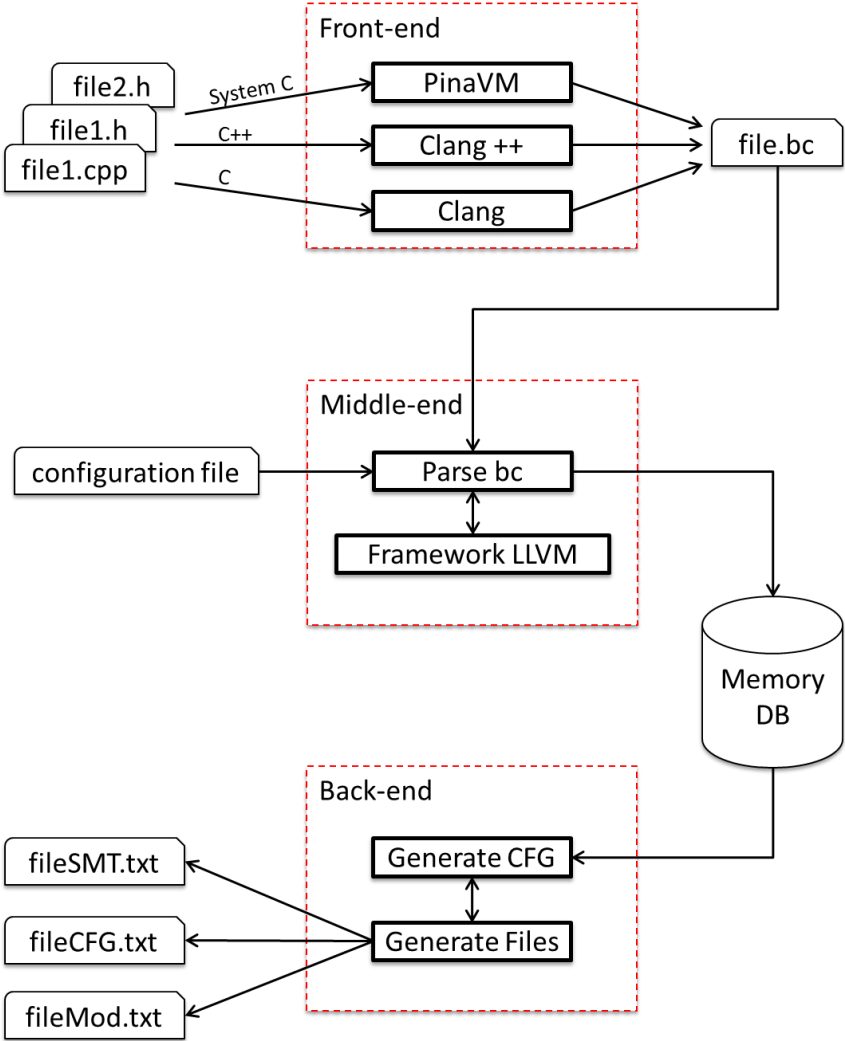 Front-end
file2.h
file1.h
file1.cpp
System C
C++
C
PinaVM
Clang ++
Clang
file.bc
Middle-end
configuration file
Parse bc
Framework LLVM
Memory
DB
Back-end
Generate CFG
Generate Files
fileSMT.txt
fileCFG.txt
fileMod.txt